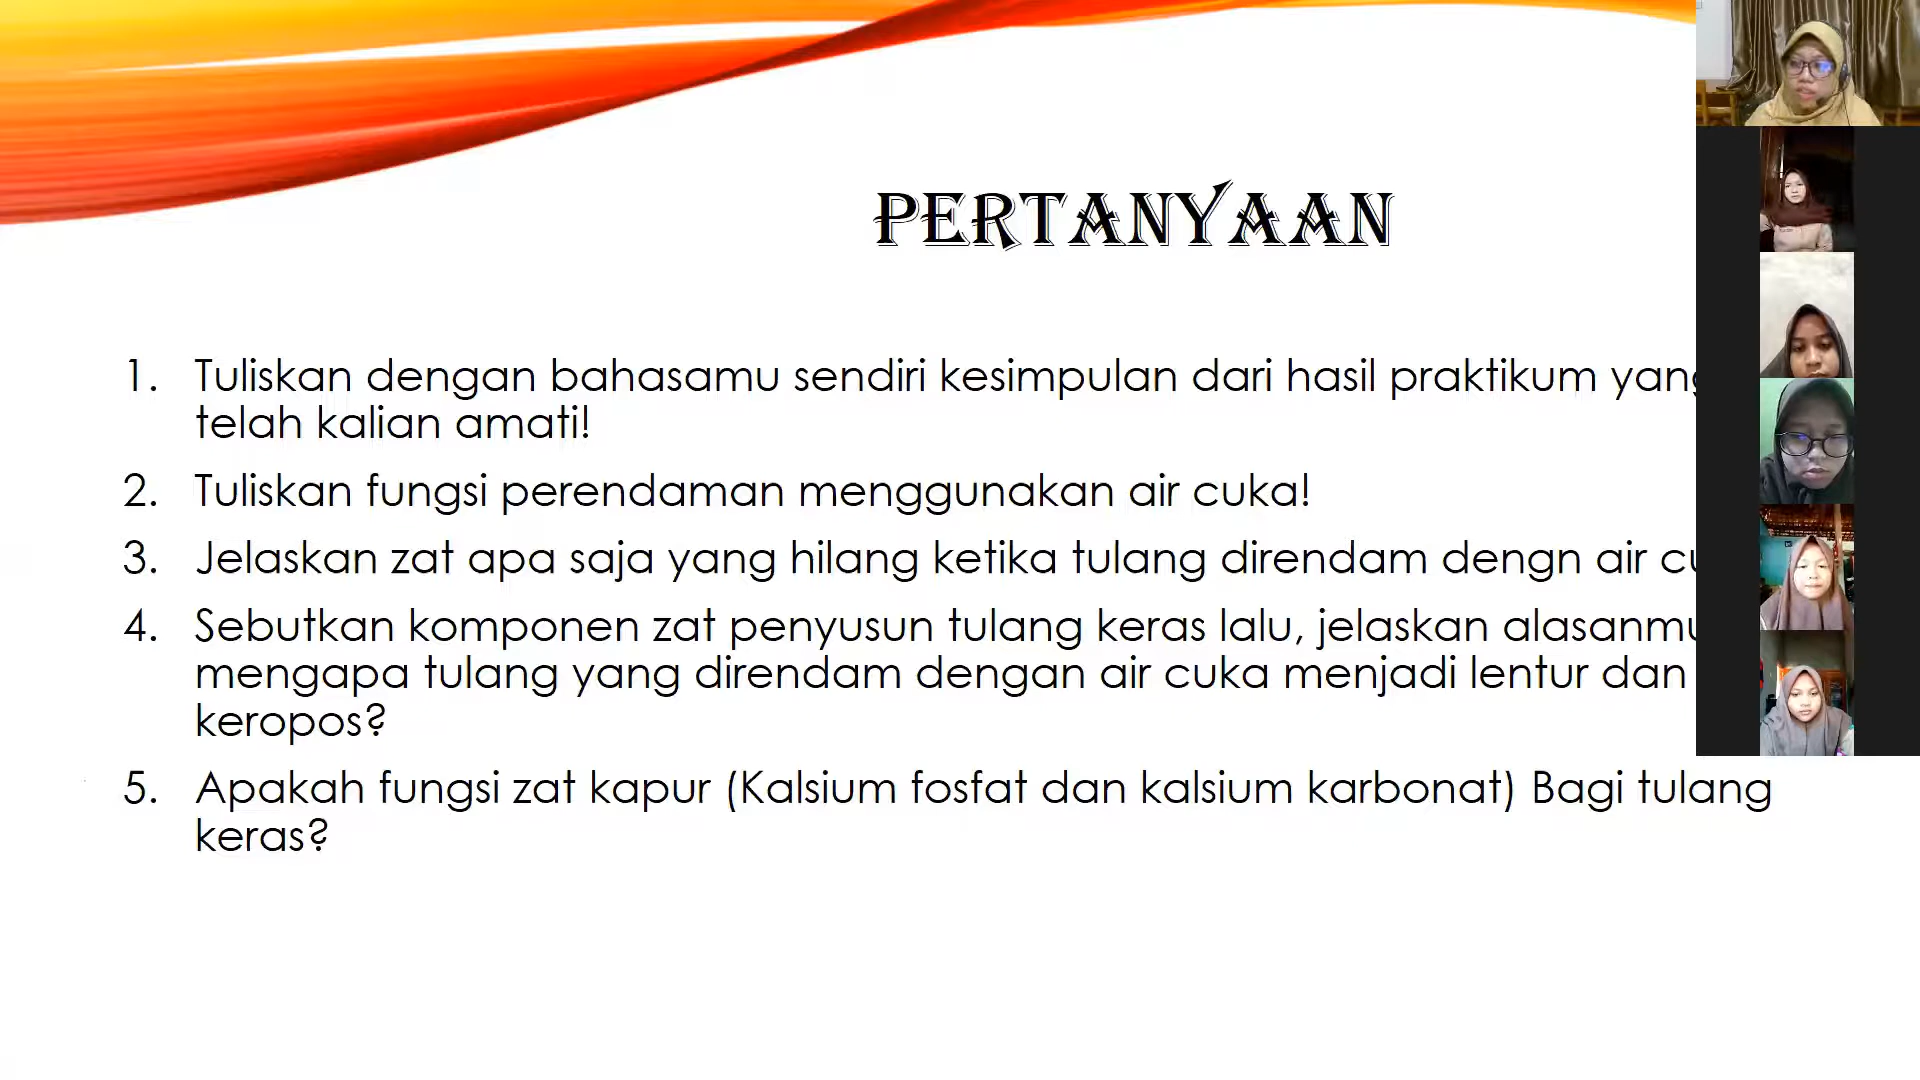 PERTANYAAN
1. Tuliskan dengan bahasamu sendiri kesimpulan dari hasil praktikum yang
telah kalian amati!
2. Tuliskan fungsi perendaman menggunakan air cuka!
3. Jelaskan zat apa saja yang hilang ketika tulang direndam dengn air
4. Sebutkan komponen zat penyusun tulang keras lalu, jelaskan alasanmu
mengapa tulang yang direndam dengan air cuka menjadi lentur dan
keropos?
5. Apakah fungsi zat kapur (Kalsium fosfat dan kalsium karbonat) Bagi tulang
keras?